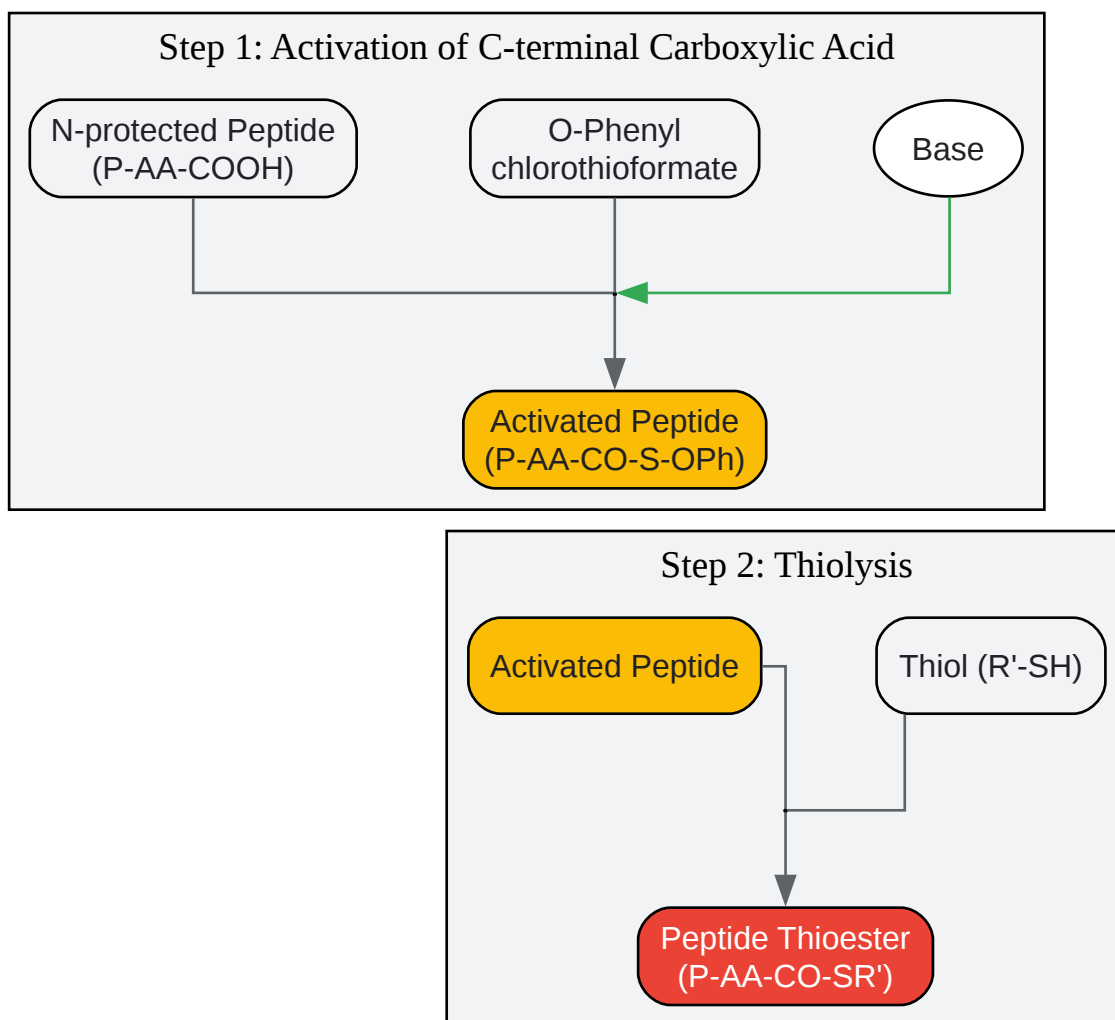 Step 1: Activation of C-terminal Carboxylic Acid
N-protected Peptide
(P-AA-COOH)
O-Phenyl
chlorothioformate
Base
Activated Peptide
(P-AA-CO-S-OPh)
Step 2: Thiolysis
Activated Peptide
Thiol (R'-SH)
Peptide Thioester
(P-AA-CO-SR')